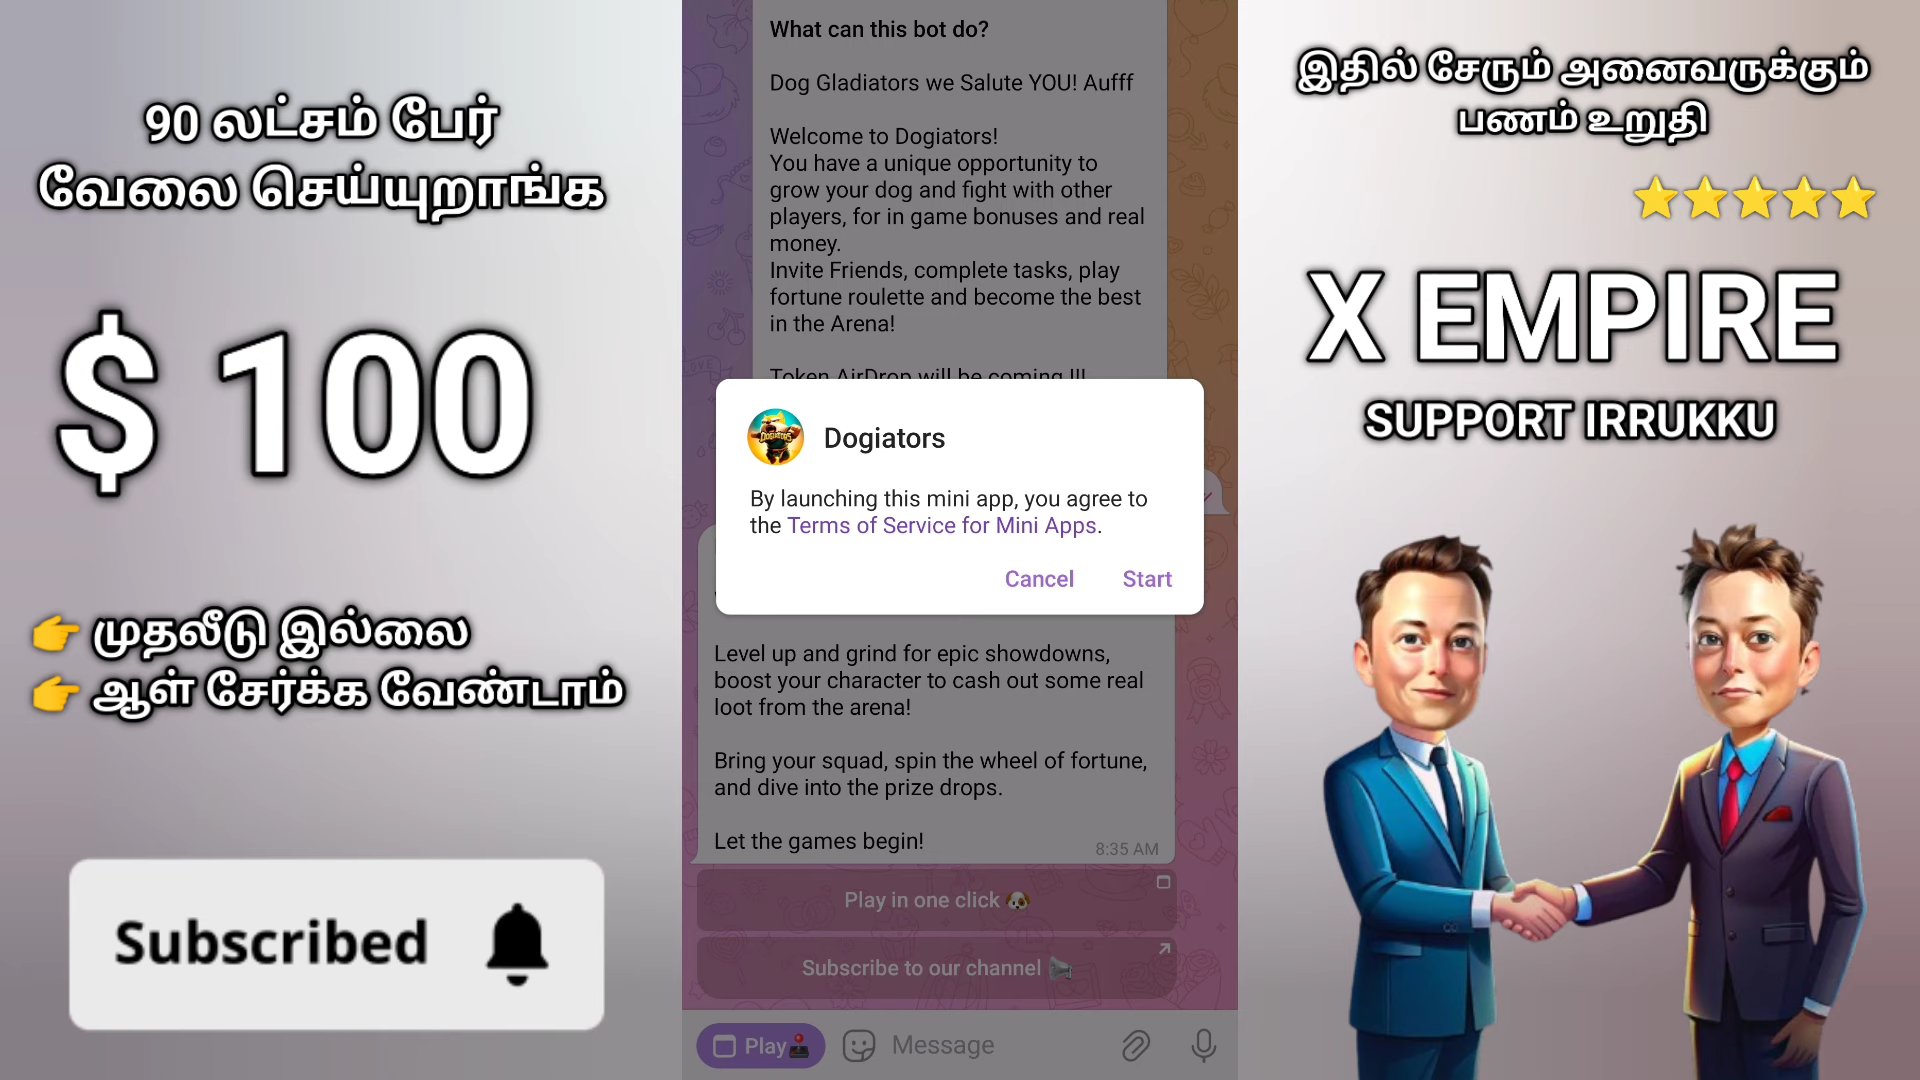 90 லட்சம் பேர்
வேலை செய்யுறாங்க
$ 100
👉 முதலீடு இல்லை
👉 ஆள் சேர்க்க வேண்டாம்
Subscribed
What can this bot do?
Dog Gladiators we Salute YOU! Aufff
Welcome to Dogiators!
You have a unique opportunity to
grow your dog and fight with other
players, for in game bonuses and real
money.
Invite Friends, complete tasks, play
fortune roulette and become the best
in the Arena!
Token AirDrop will be coming !!!
Dogiators
By launching this mini app, you agree to
the Terms of Service for Mini Apps.
Cancel
Start
Level up and grind for epic showdowns,
boost your character to cash out some real
loot from the arena!
Bring your squad, spin the wheel of fortune,
and dive into the prize drops.
Let the games begin!
8:35 AM
Play in one click 🐶
Subscribe to our channel 📢
Play🕹️
Message
இதில் சேரும் அனைவருக்கும்
பணம் உறுதி
⭐⭐⭐⭐⭐
X EMPIRE
SUPPORT IRRUKKU